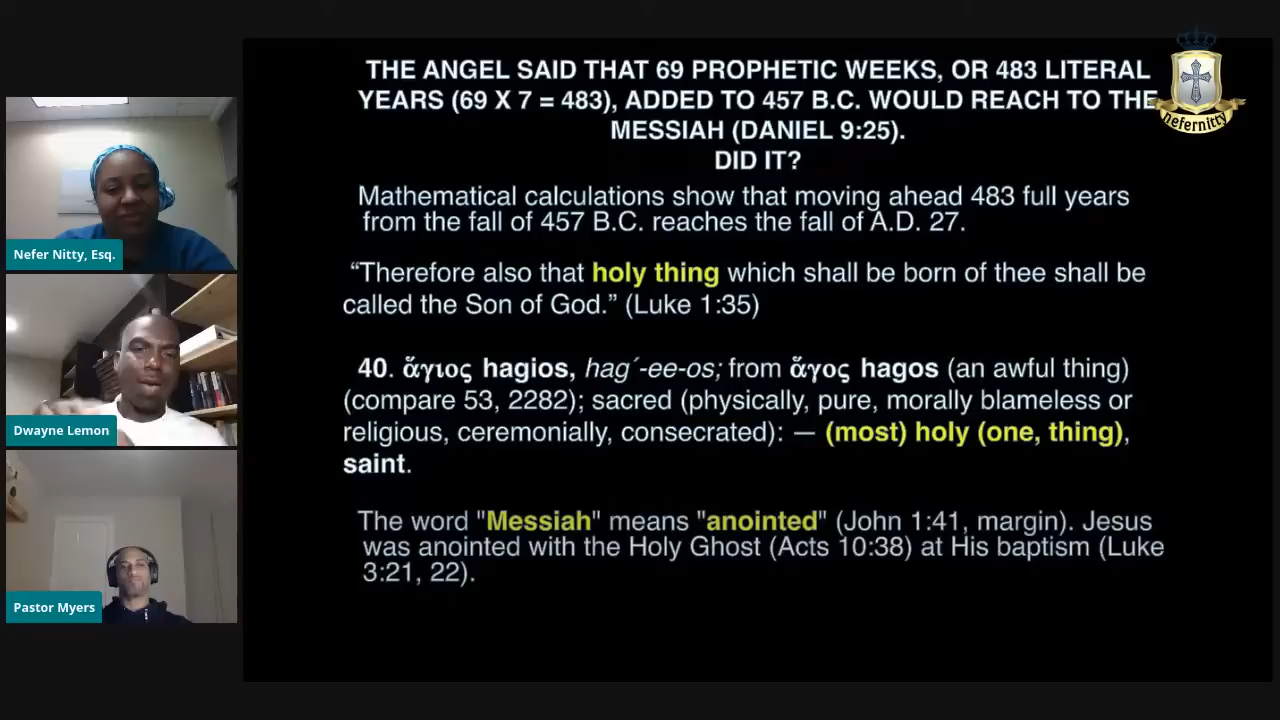 THE ANGEL SAID THAT 69 PROPHETIC WEEKS, OR 483 LITERAL
YEARS (69 X 7 = 483), ADDED TO 457 B.C. WOULD REACH TO THE
MESSIAH (DANIEL 9:25).
DID IT?
nefernitty
Mathematical calculations show that moving ahead 483 full years
from the fall of 457 B.C. reaches the fall of A.D. 27.
“Therefore also that holy thing which shall be born of thee shall be
called the Son of God.” (Luke 1:35)
40. ἅγιος hagios, hag´-ee-os; from ἅγος hagos (an awful thing)
(compare 53, 2282); sacred (physically, pure, morally blameless or
religious, ceremonially, consecrated): — (most) holy (one, thing),
saint.
The word "Messiah" means "anointed" (John 1:41, margin). Jesus
was anointed with the Holy Ghost (Acts 10:38) at His baptism (Luke
3:21, 22).
Nefer Nitty, Esq.
Dwayne Lemon
Pastor Myers